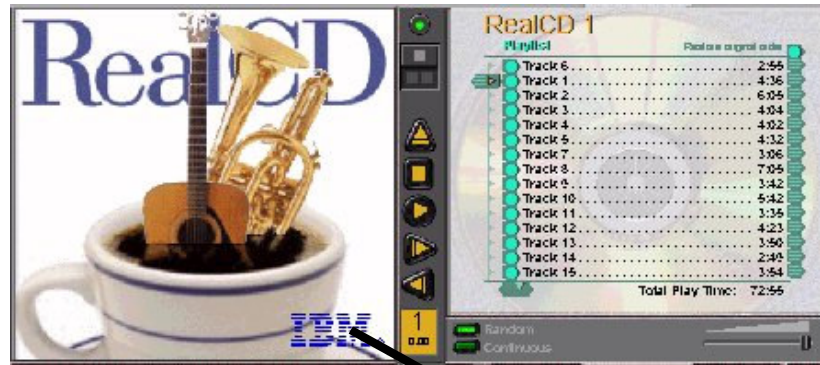 RealCD
IBM
1
0.00
RealCD 1
Playlist
Track 6 2:55
Track 1 4:36
Track 2 6:05
Track 3 4:04
Track 4 4:02
Track 5 4:32
Track 7 3:06
Track 8 7:05
Track 9 3:42
Track 10 5:42
Track 11 3:35
Track 12 4:23
Track 13 3:50
Track 14
Track 15 3:54
Total Play Time: 72:55
Random
Continuous